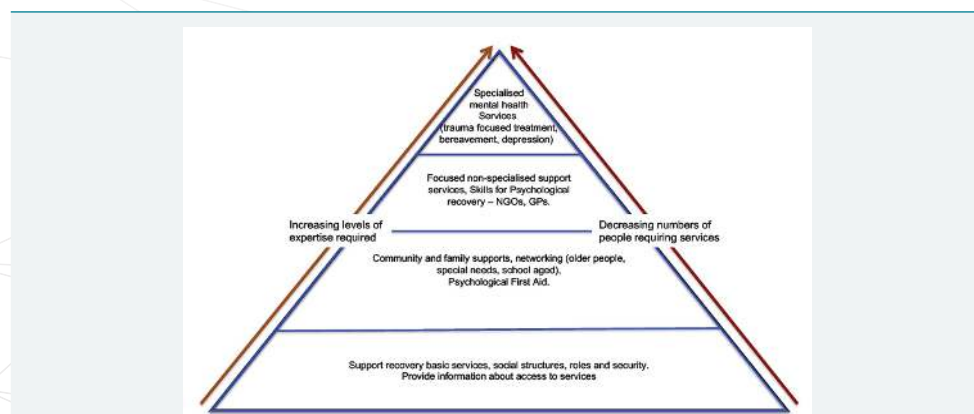 Specialised
mental health
Services
(trauma focused treatment,
bereavement, depression)
Focused non-specialised support
services, Skills for Psychological
recovery – NGOs, GPs.
Increasing levels of
expertise required
Decreasing numbers of
people requiring services
Community and family supports, networking (older people,
special needs, school aged),
Psychological First Aid.
Support recovery basic services, social structures, roles and security.
Provide information about access to services